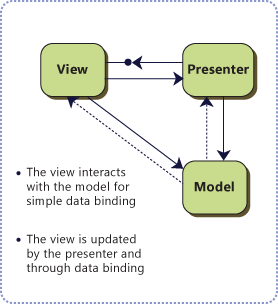 View
Presenter
Model
• The view interacts
with the model for
simple data binding
• The view is updated
by the presenter and
through data binding